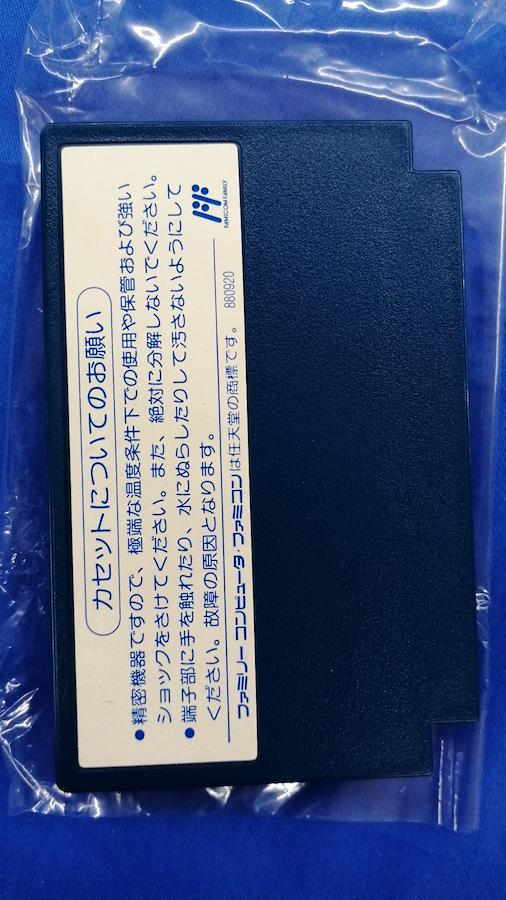 カセットについてのお願い
●精密機器ですので、極端な温度条件下での使用や保管および強い
ショックをさけてください。また、絶対に分解しないでください。
●端子部に手を触れたり、水にぬらしたりして汚さないようにして
ください。故障の原因となります。
ファミリーコンピュータ・ファミコンは任天堂の商標です。 880920
FAMICOM FAMILY